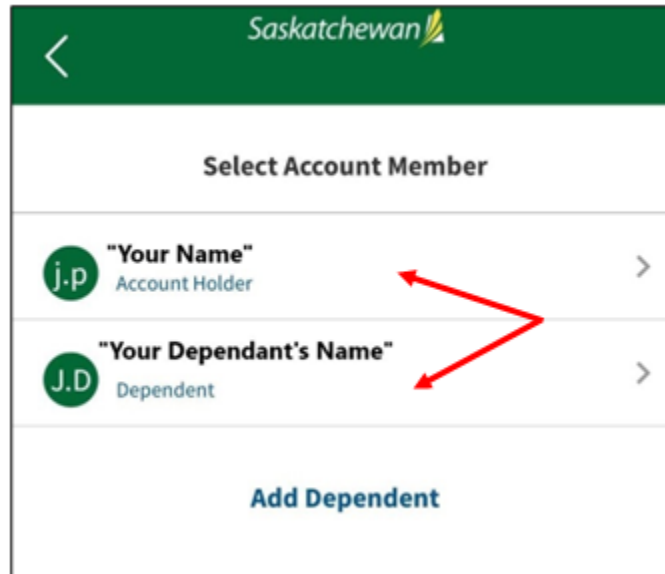 Saskatchewan
Select Account Member
j.p
"Your Name"
Account Holder
J.D
"Your Dependant's Name"
Dependent
Add Dependent